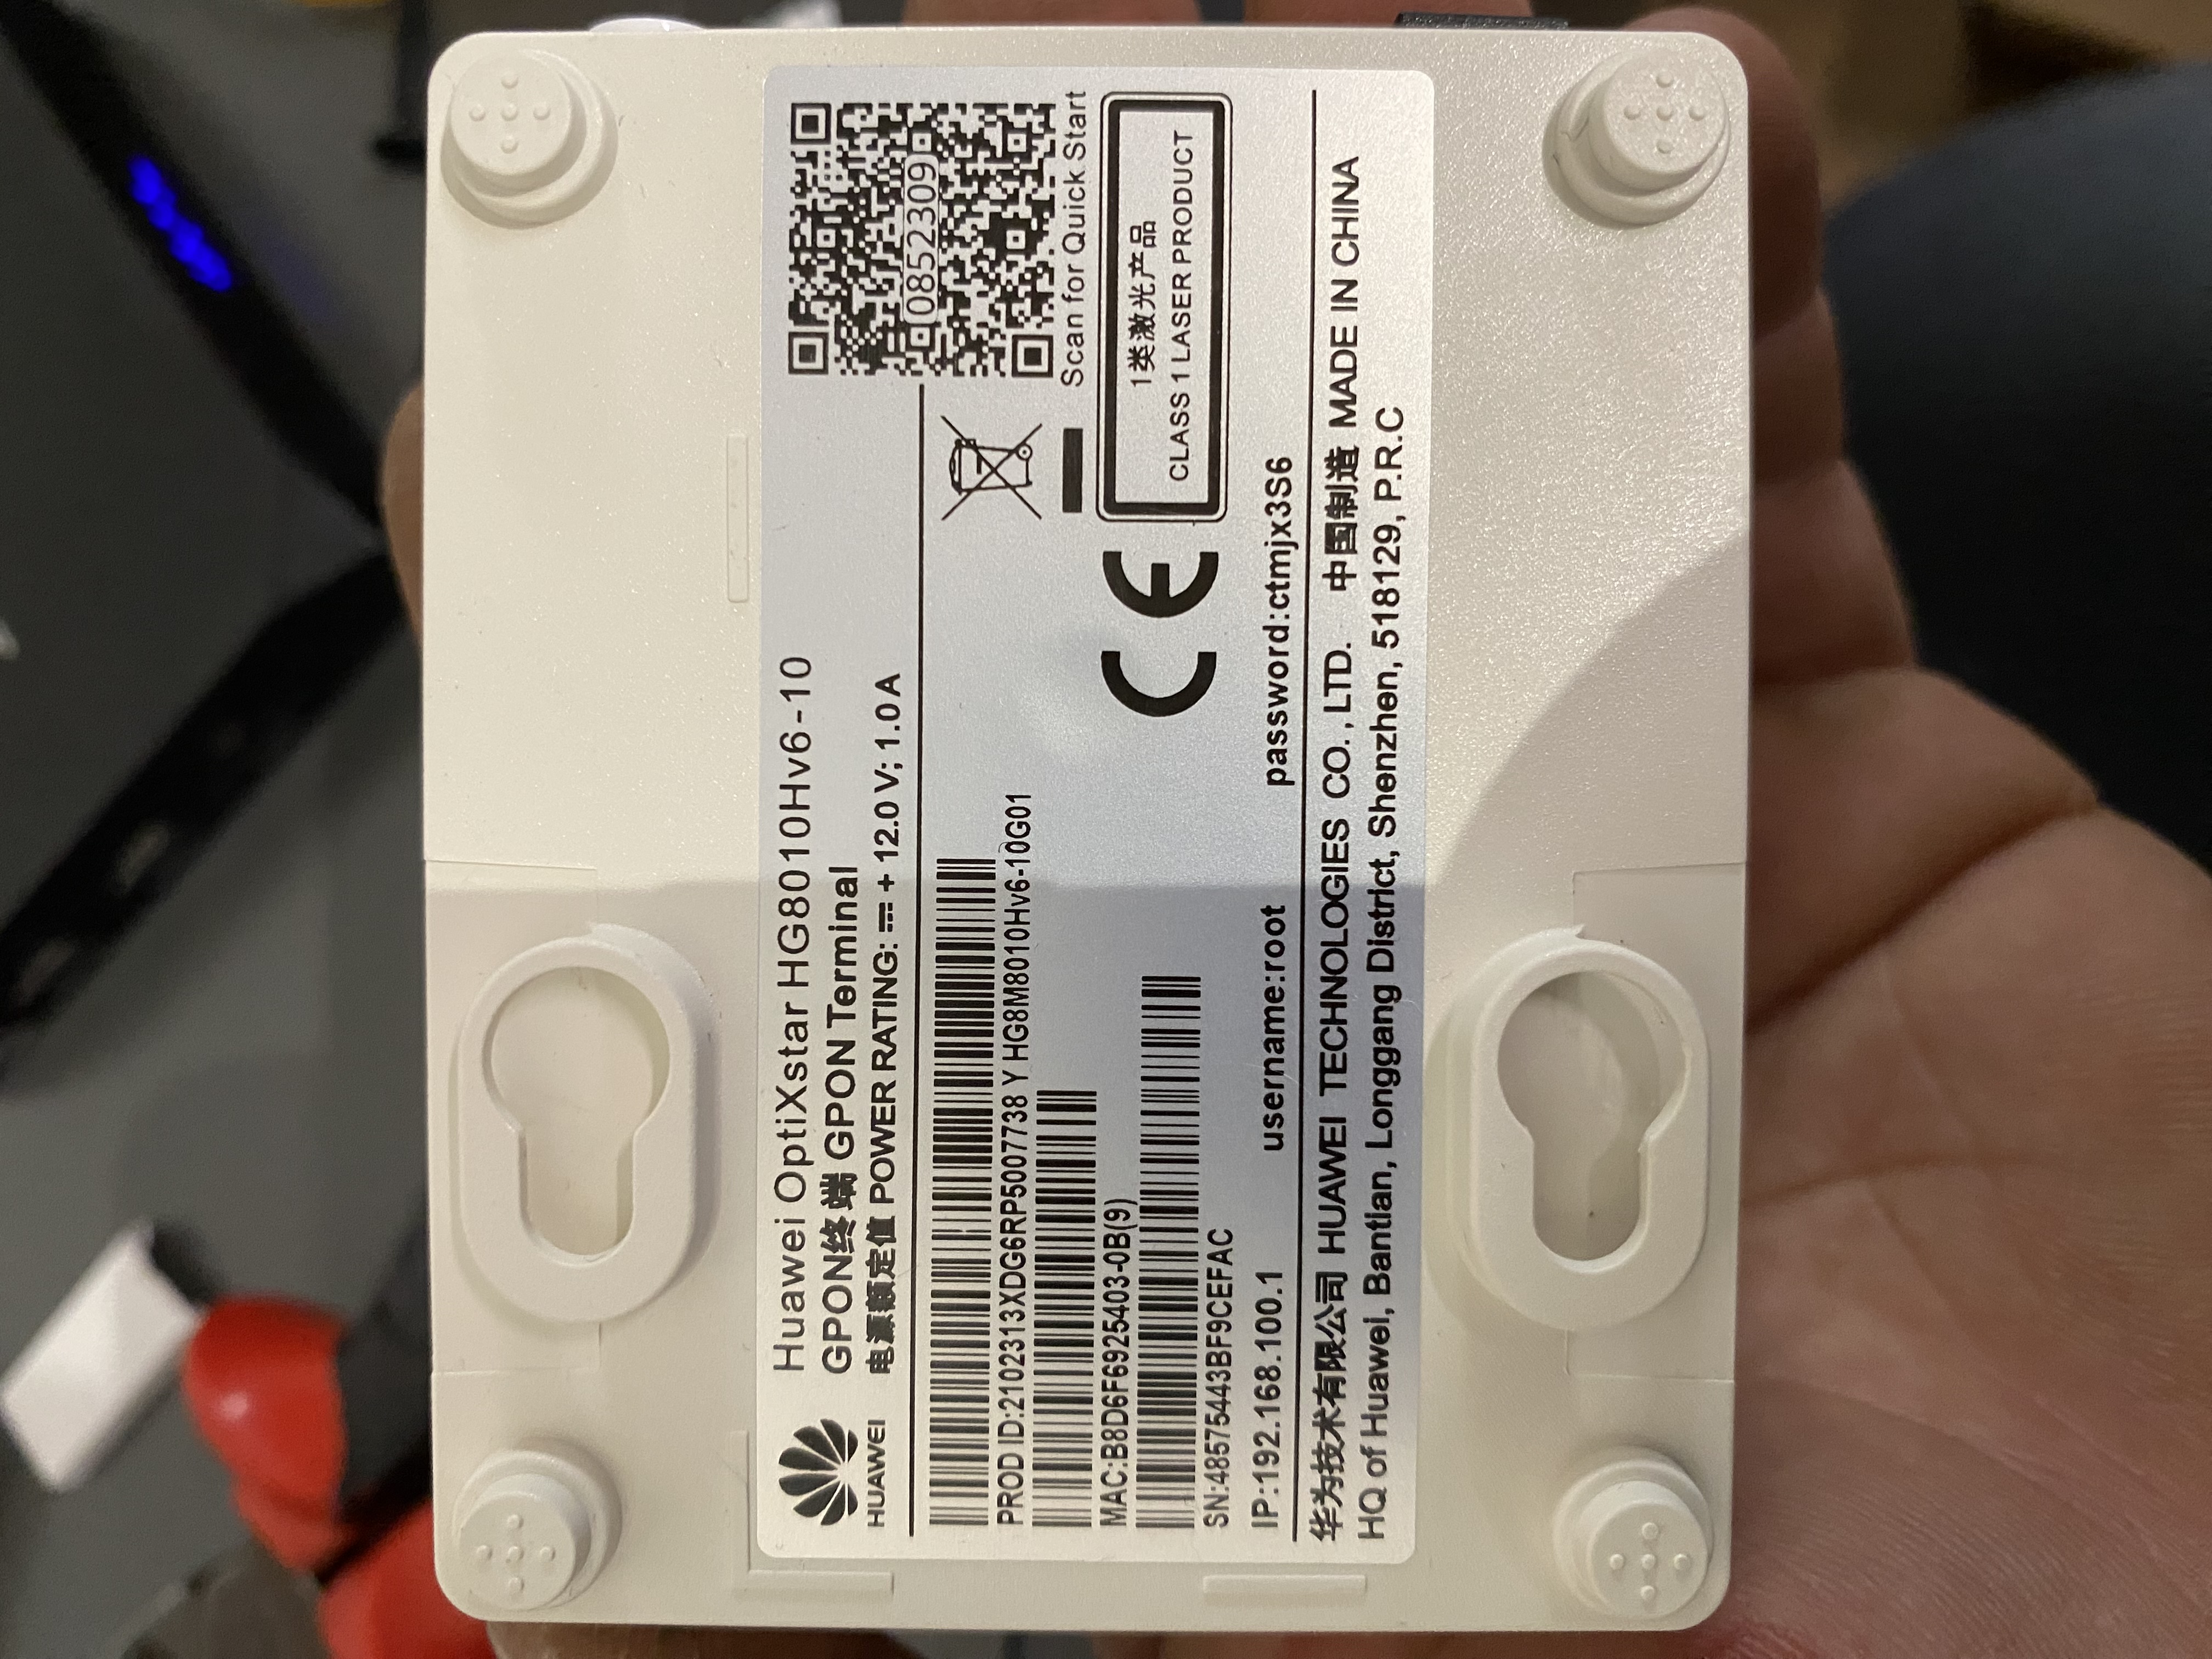 HUAWEI
Huawei OptiXstar HG8010Hv6-10
GPON终端 GPON Terminal
电源额定值 POWER RATING: ⎓ + 12.0 V; 1.0 A
0852309
Scan for Quick Start
PROD ID:2102313XDG6RP5007738 Y HG8M8010Hv6-10G01
MAC:B8D6F6925403-0B(9)
SN:48575443BF9CEFAC
CE
1类激光产品
CLASS 1 LASER PRODUCT
IP:192.168.100.1 username:root password:ctmjx3S6
华为技术有限公司 HUAWEI TECHNOLOGIES CO., LTD. 中国制造 MADE IN CHINA
HQ of Huawei, Bantian, Longgang District, Shenzhen, 518129, P.R.C